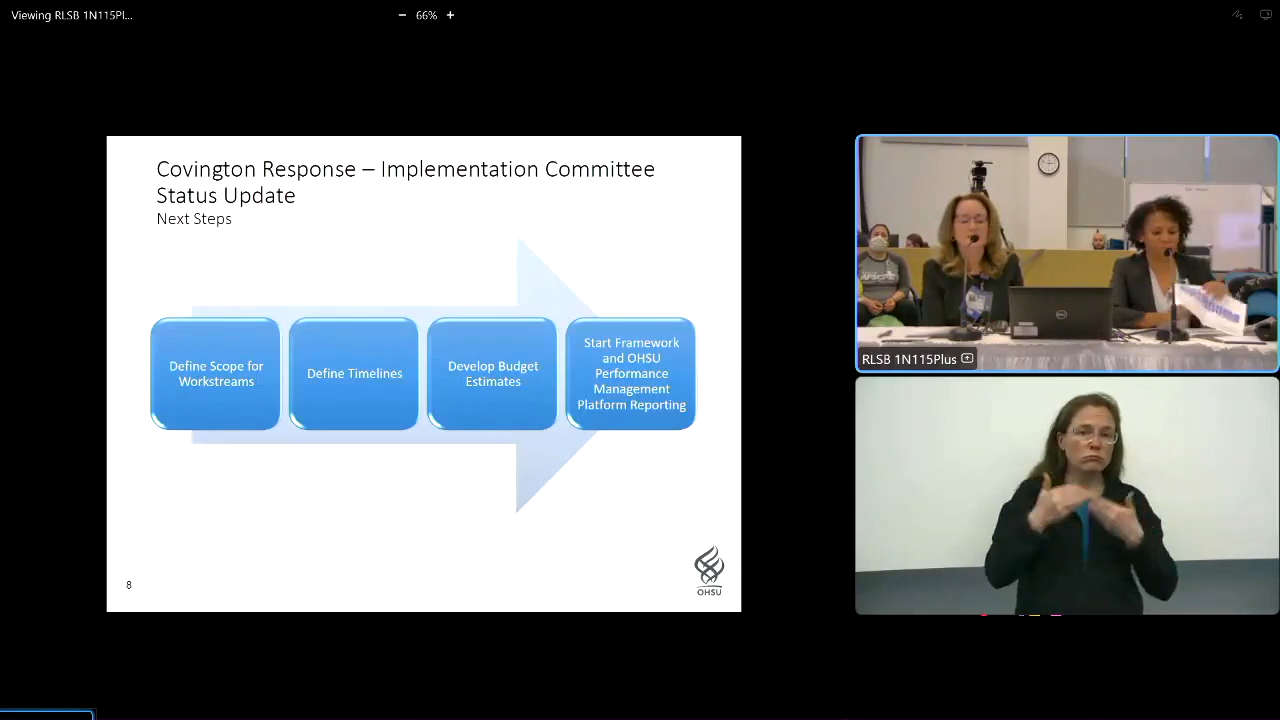 Viewing RLSB 1N115Pl...
− 66% +
Covington Response – Implementation Committee
Status Update
Next Steps
Define Scope for
Workstreams
Define Timelines
Develop Budget
Estimates
Start Framework
and OHSU
Performance
Management
Platform Reporting
8
OHSU
RLSB 1N115Plus